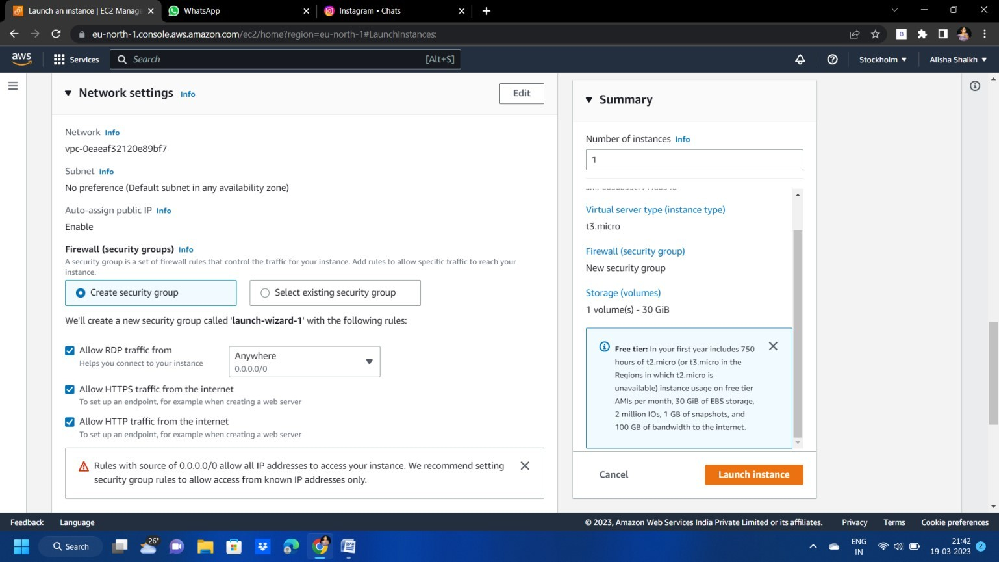 Launch an instance | EC2 Manage
WhatsApp
Instagram • Chats
eu-north-1.console.aws.amazon.com/ec2/home?region=eu-north-1#LaunchInstances:
B
aws
Services
Search
[Alt+S]
Stockholm
Alisha Shaikh
Network settings Info
Edit
Network Info
vpc-0eaeaf32120e89bf7
Subnet Info
No preference (Default subnet in any availability zone)
Auto-assign public IP Info
Enable
Firewall (security groups) Info
A security group is a set of firewall rules that control the traffic for your instance. Add rules to allow specific traffic to reach your
instance.
Create security group
Select existing security group
We'll create a new security group called 'launch-wizard-1' with the following rules:
Allow RDP traffic from
Helps you connect to your instance
Anywhere
0.0.0.0/0
Allow HTTPS traffic from the internet
To set up an endpoint, for example when creating a web server
Allow HTTP traffic from the internet
To set up an endpoint, for example when creating a web server
Rules with source of 0.0.0.0/0 allow all IP addresses to access your instance. We recommend setting
security group rules to allow access from known IP addresses only.
Summary
Number of instances Info
1
Virtual server type (instance type)
t3.micro
Firewall (security group)
New security group
Storage (volumes)
1 volume(s) - 30 GiB
Free tier: In your first year includes 750
hours of t2.micro (or t3.micro in the
Regions in which t2.micro is
unavailable) instance usage on free tier
AMIs per month, 30 GiB of EBS storage,
2 million IOs, 1 GB of snapshots, and
100 GB of bandwidth to the internet.
Cancel
Launch instance
Feedback
Language
© 2023, Amazon Web Services India Private Limited or its affiliates.
Privacy
Terms
Cookie preferences
Search
26°
ENG
IN
21:42
19-03-2023
2